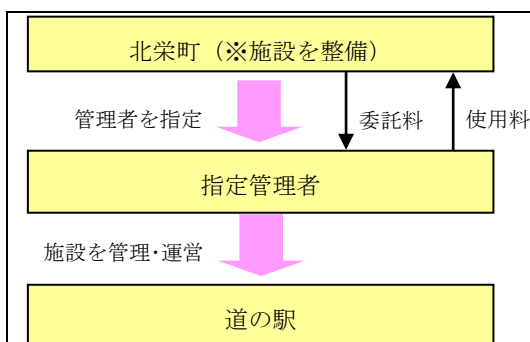 北栄町（※施設を整備）
管理者を指定
委託料
使用料
指定管理者
施設を管理・運営
道の駅